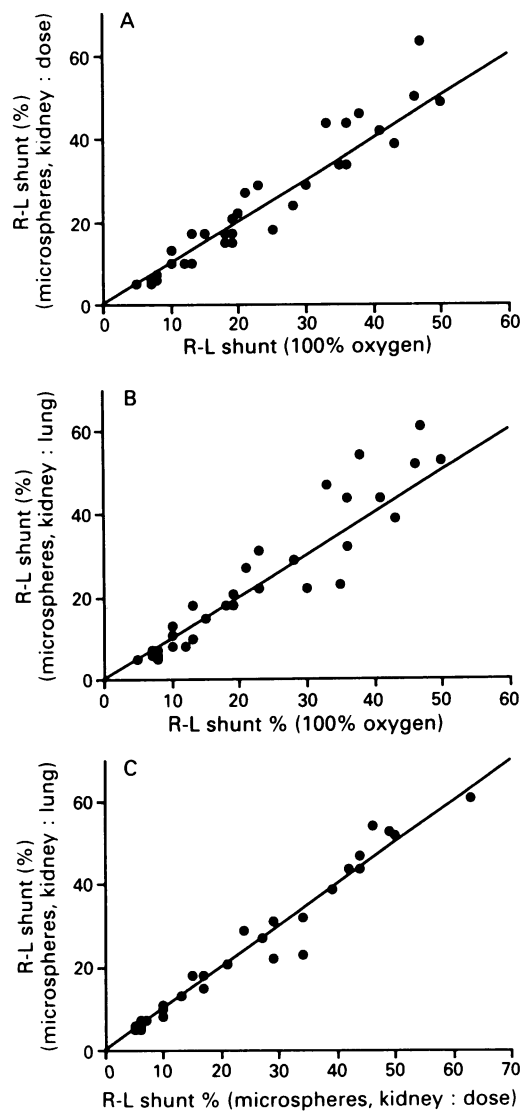 A
R-L shunt (%)
(microspheres, kidney : dose)
60
40
20
0
0 10 20 30 40 50 60
R-L shunt (100% oxygen)
B
R-L shunt (%)
(microspheres, kidney : lung)
60
40
20
0
0 10 20 30 40 50 60
R-L shunt % (100% oxygen)
C
R-L shunt (%)
(microspheres, kidney : lung)
60
40
20
0
0 10 20 30 40 50 60 70
R-L shunt % (microspheres, kidney : dose)